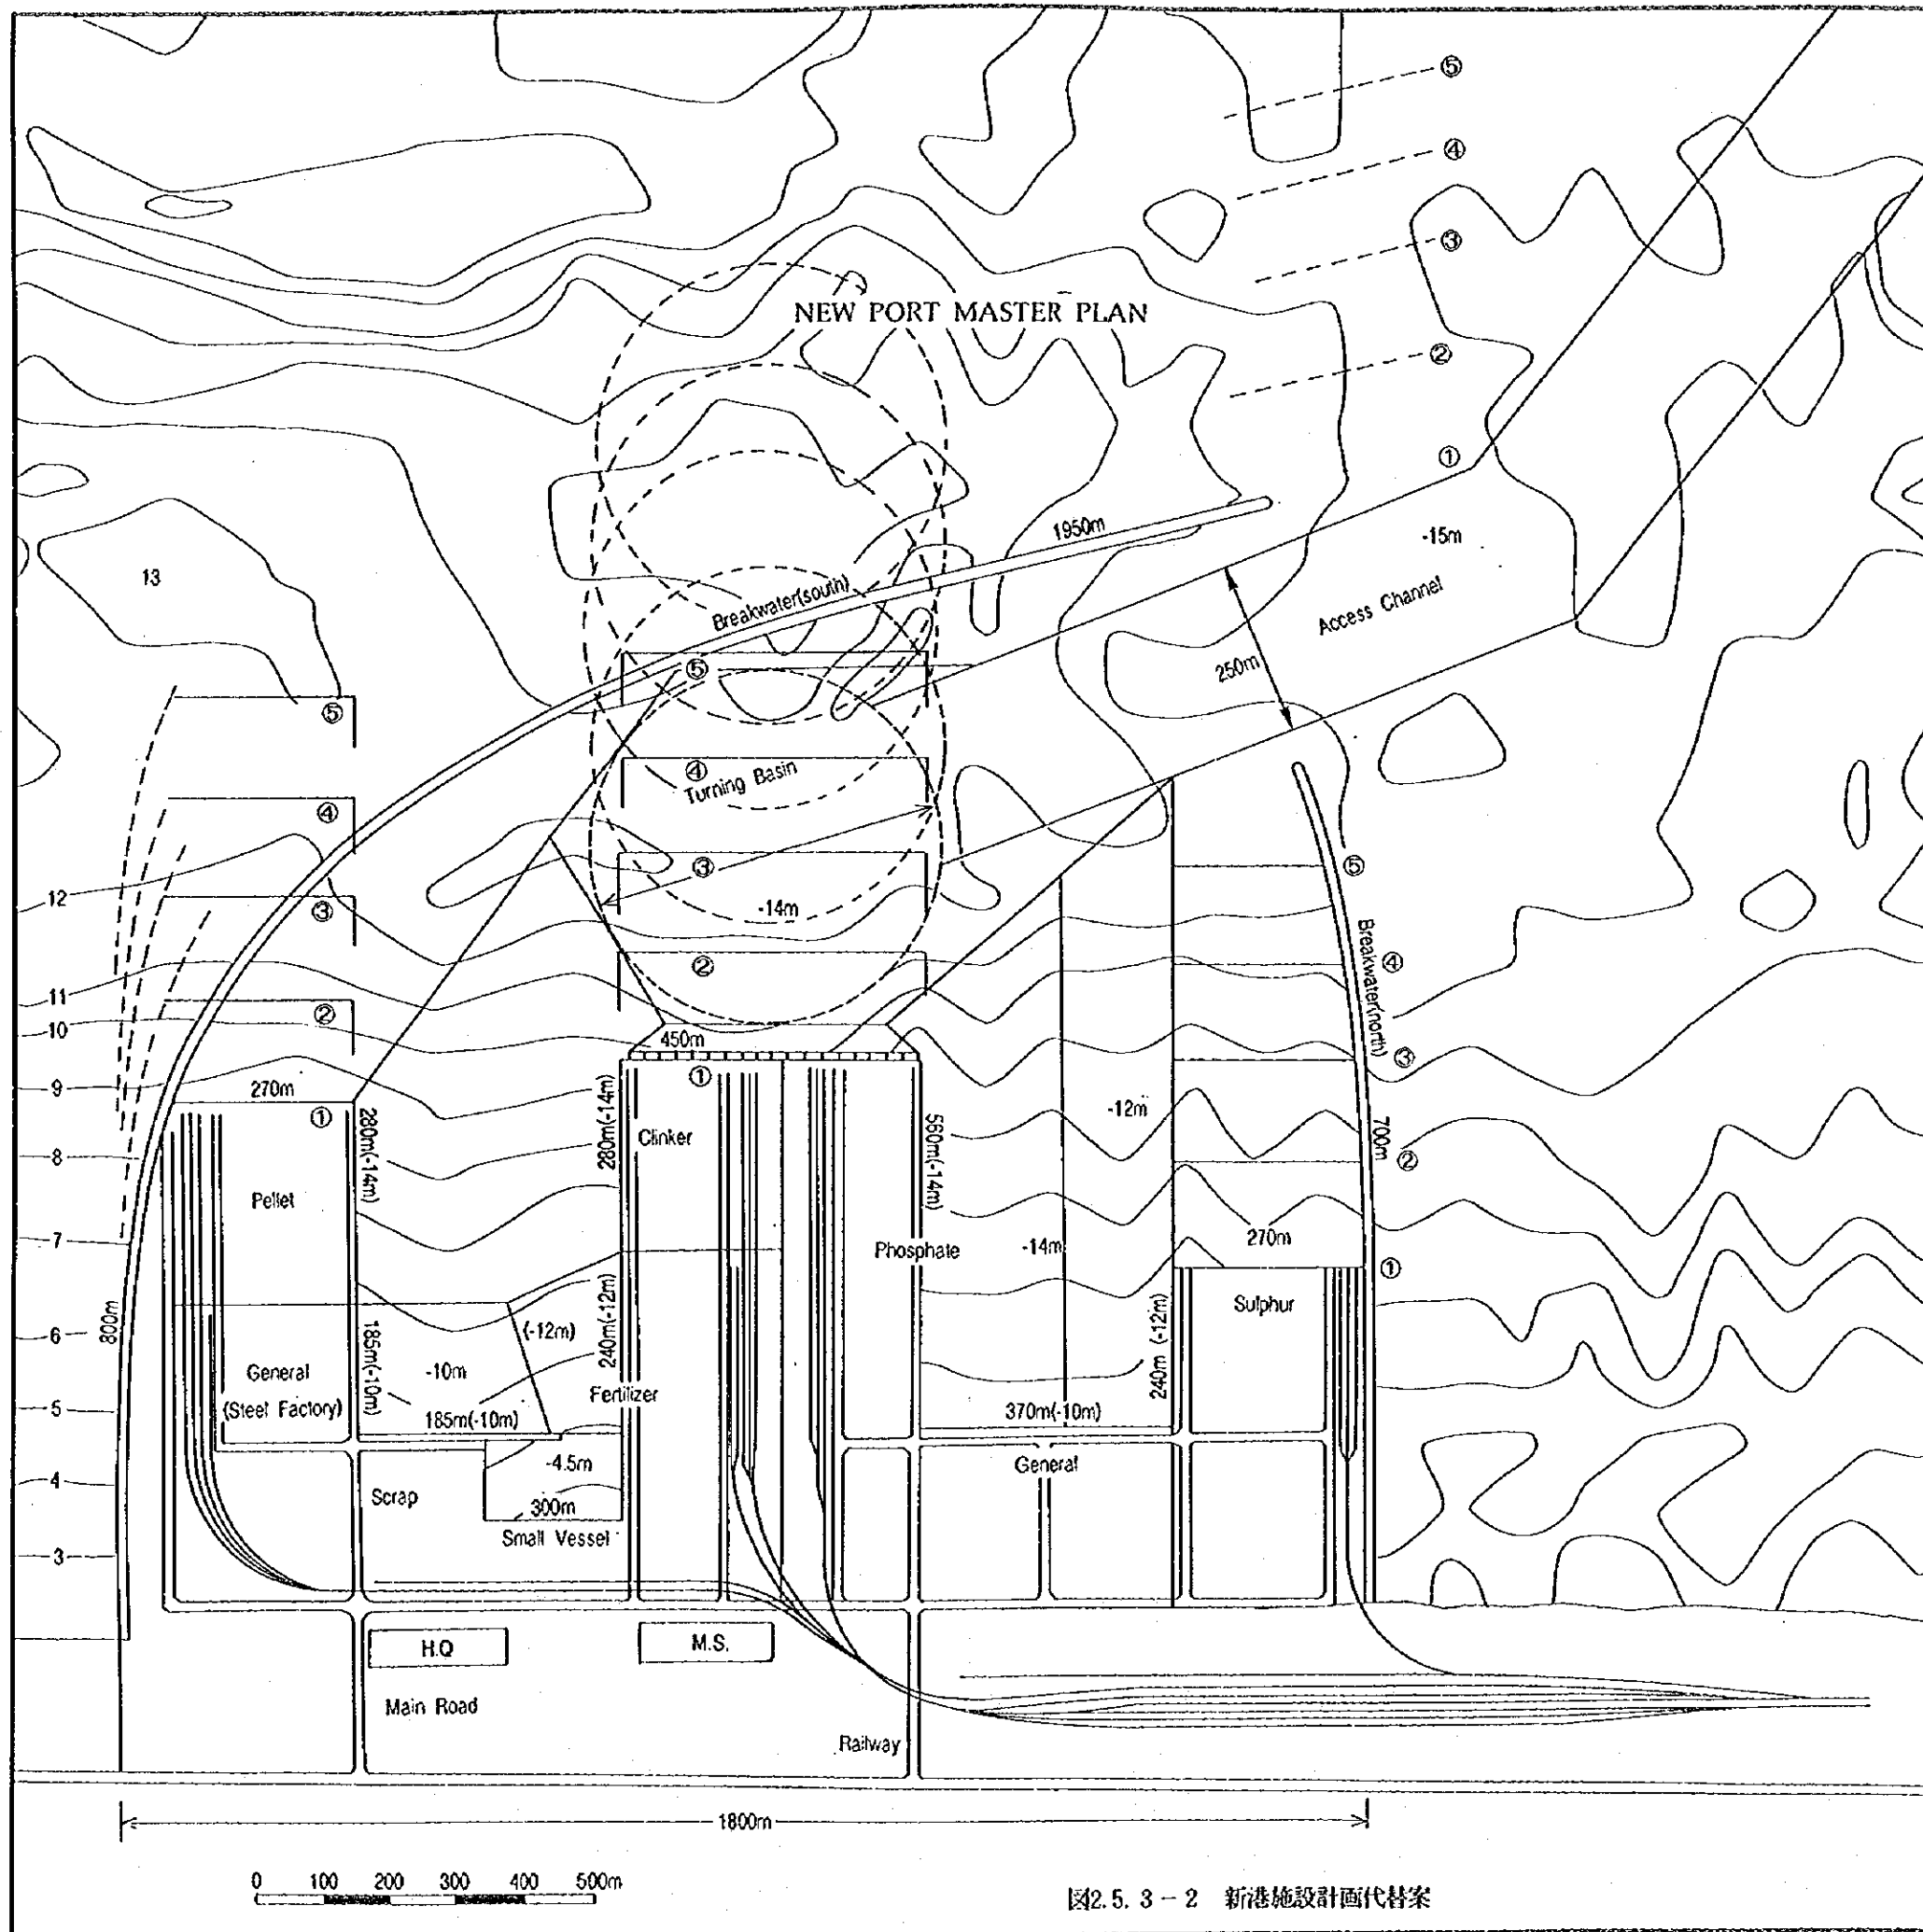 ⑤
④
③
NEW PORT MASTER PLAN
②
①
1950m
-15m
13
Breakwater(south)
Access Channel
250m
⑤
⑤
④
Turning Basin
④
③
⑤
12
③
-14m
Breakwater(north)
②
④
11
②
10
450m
③
9
270m
①
①
280m(-14m)
280m(-14m)
Clinker
560m(-14m)
-12m
700m
8
②
Pellet
7
Phosphate
-14m
270m
①
800m
6
185m(-10m)
(-12m)
240m(-12m)
240m (-12m)
Sulphur
General
-10m
Fertilizer
5
(Steel Factory)
185m(-10m)
370m(-10m)
4
-4.5m
General
Scrap
300m
Small Vessel
3
H.Q
M.S.
Main Road
Railway
1800m
0 100 200 300 400 500m
図2.5.3-2 新港施設計画代替案